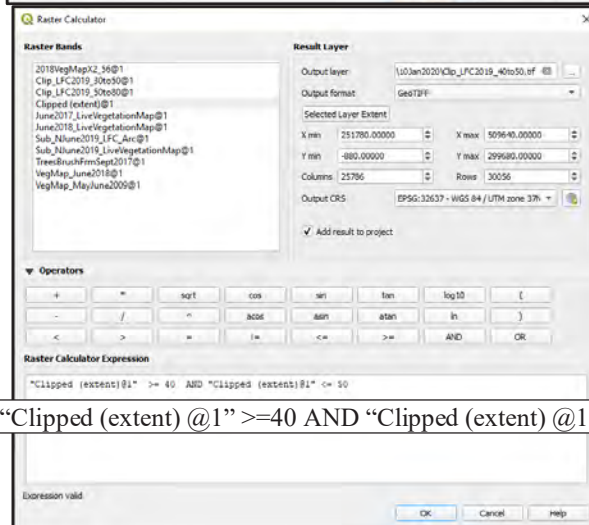 Raster Calculator
Raster Bands
2018VegMapX2_56@1
Clip_LFC2019_30to50@1
Clip_LFC2019_50to80@1
Clipped (extent)@1
June2017_LiveVegetationMap@1
June2018_LiveVegetationMap@1
Sub_NJune2019_LFC_Arc@1
Sub_NJune2019_LiveVegetationMap@1
TreesBrushFrmSept2017@1
VegMap_June2018@1
VegMap_MayJune2009@1
Result Layer
Output layer \10Jan2020\Clip_LFC2019_40to50.tif ...
Output format GeoTIFF
Selected Layer Extent
X min 251780.00000 X max 509640.00000
Y min -880.00000 Y max 299680.00000
Columns 25786 Rows 30056
Output CRS EPSG:32637 - WGS 84 / UTM zone 37N
Add result to project
Operators
+ * sqrt cos sin tan log10 (
- / ^ acos asin atan ln )
< > = != <= >= AND OR
Raster Calculator Expression
"Clipped (extent)@1" >= 40 AND "Clipped (extent)@1" <= 50
“Clipped (extent) @1” >=40 AND “Clipped (extent) @1
Expression valid
OK Cancel Help